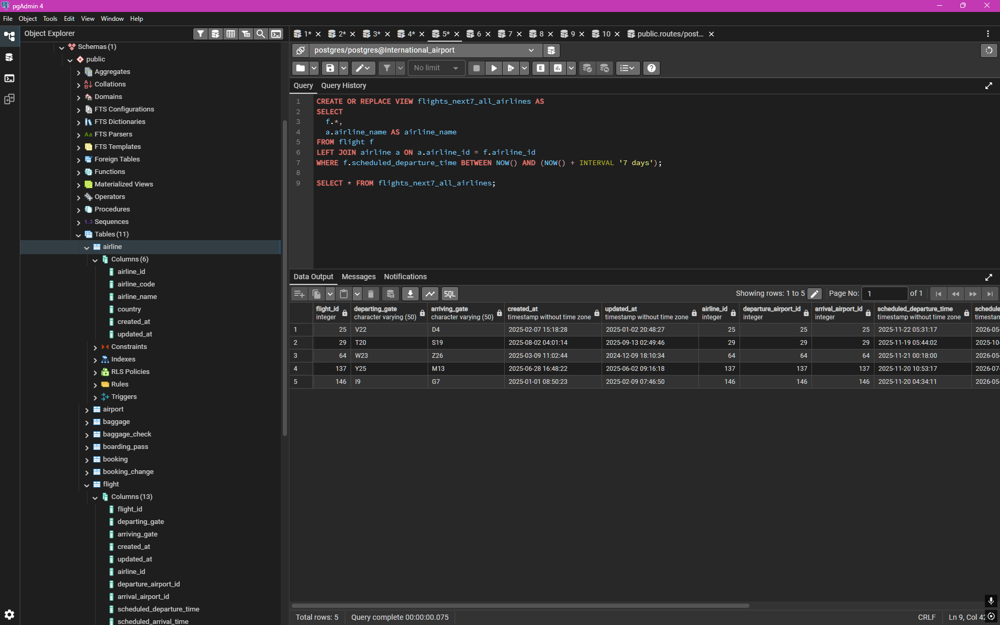 pgAdmin 4
File Object Tools Edit View Window Help
Object Explorer
Schemas (1)
public
Aggregates
Collations
Domains
FTS Configurations
FTS Dictionaries
Aa FTS Parsers
FTS Templates
Foreign Tables
Functions
Materialized Views
Operators
Procedures
1..3 Sequences
Tables (11)
airline
Columns (6)
airline_id
airline_code
airline_name
country
created_at
updated_at
Constraints
Indexes
RLS Policies
Rules
Triggers
airport
baggage
baggage_check
boarding_pass
booking
booking_change
flight
Columns (13)
flight_id
departing_gate
arriving_gate
created_at
updated_at
airline_id
departure_airport_id
arrival_airport_id
scheduled_departure_time
scheduled_arrival_time
1* 2* 3* 4* 5* 6 7 8 9 10 public.routes/post...
postgres/postgres@International_airport
No limit
E
Query Query History
1 CREATE OR REPLACE VIEW flights_next7_all_airlines AS
2 SELECT
3 f.*,
4 a.airline_name AS airline_name
5 FROM flight f
6 LEFT JOIN airline a ON a.airline_id = f.airline_id
7 WHERE f.scheduled_departure_time BETWEEN NOW() AND (NOW() + INTERVAL '7 days');
8
9 SELECT * FROM flights_next7_all_airlines;
Data Output Messages Notifications
SQL
Showing rows: 1 to 5 Page No: 1 of 1
flight_id departing_gate arriving_gate created_at updated_at airline_id departure_airport_id arrival_airport_id scheduled_departure_time schedule
integer character varying (50) character varying (50) timestamp without time zone timestamp without time zone integer integer integer timestamp without time zone timestam
1 25 V22 D4 2025-02-07 15:18:28 2025-01-02 20:48:27 25 25 25 2025-11-22 05:31:17 2026-05-
2 29 T20 S19 2025-08-02 04:01:14 2025-09-13 02:49:46 29 29 29 2025-11-19 05:44:02 2025-10-
3 64 W23 Z26 2025-03-09 11:02:44 2024-12-09 18:10:34 64 64 64 2025-11-21 00:18:00 2026-05-
4 137 Y25 M13 2025-06-28 16:48:22 2025-06-02 09:16:18 137 137 137 2025-11-20 10:53:17 2026-07-
5 146 I9 G7 2025-01-01 08:50:23 2025-02-09 07:46:50 146 146 146 2025-11-20 04:34:11 2026-05-
Total rows: 5 Query complete 00:00:00.075 CRLF Ln 9, Col 42